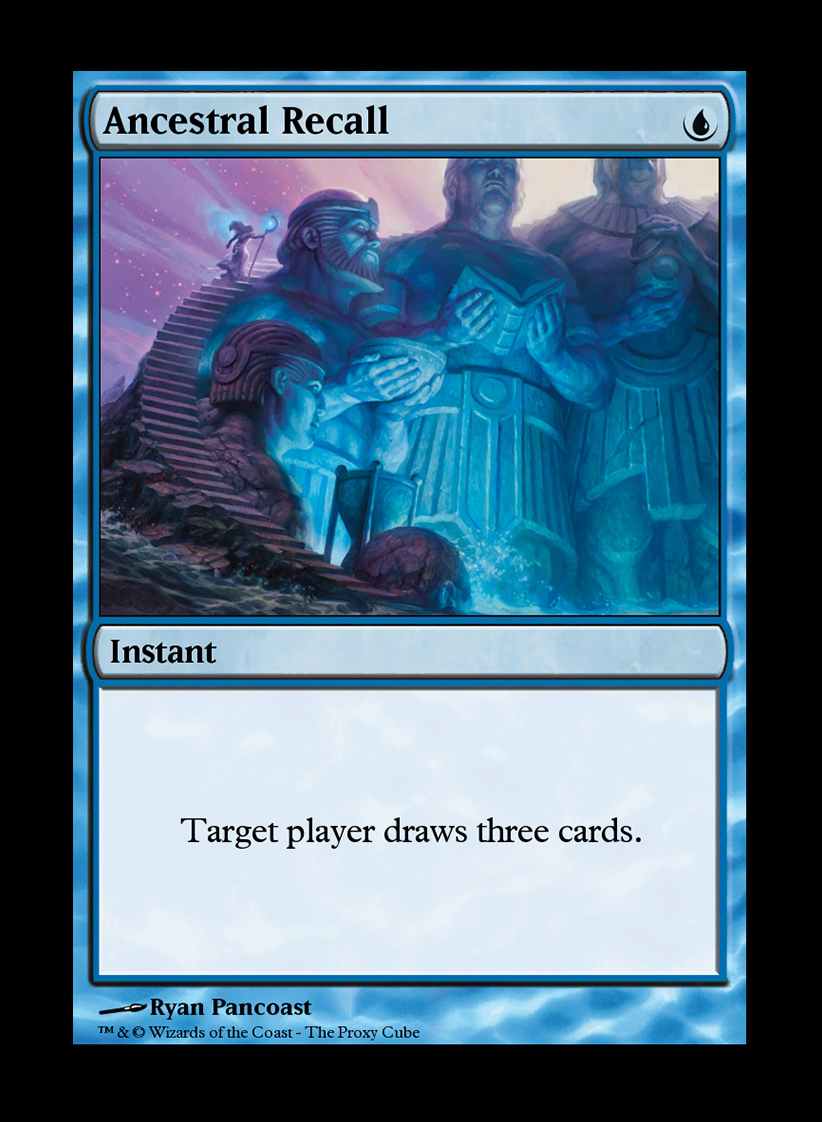 Ancestral Recall
Instant
Target player draws three cards.
Ryan Pancoast
™ & © Wizards of the Coast - The Proxy Cube